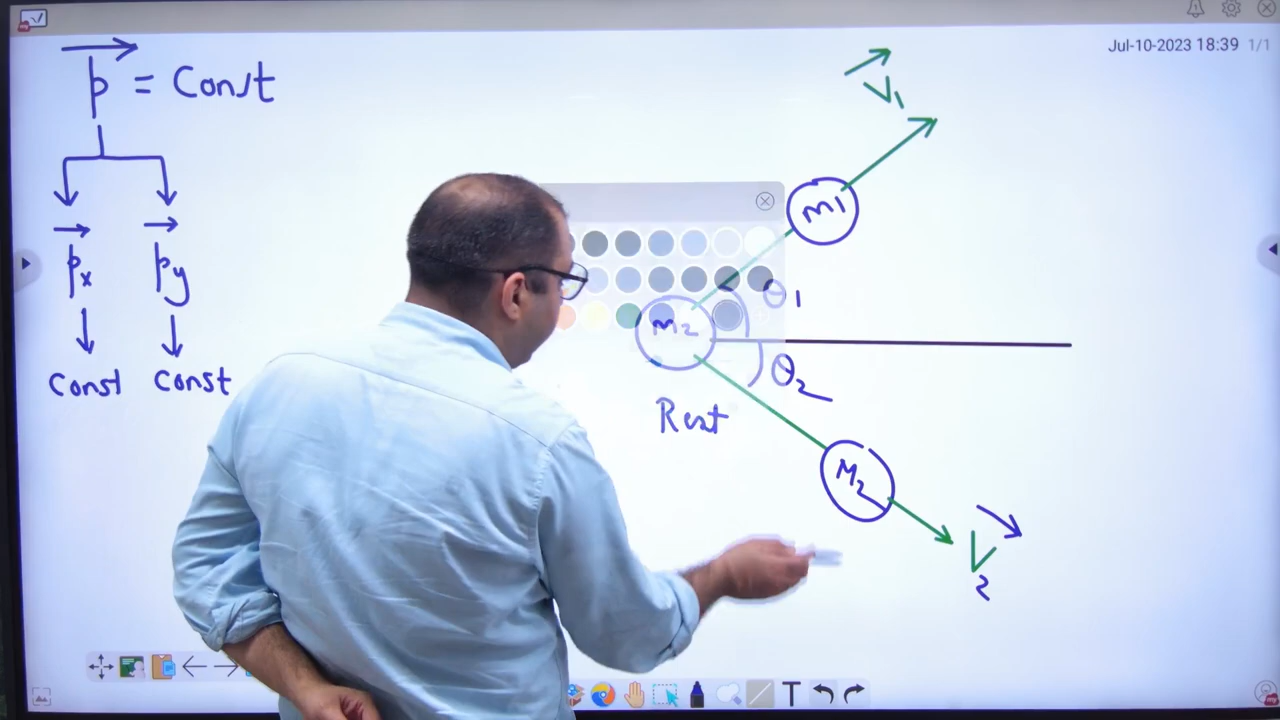 Jul-10-2023 18:39 1/1
p = Const
px py
Const Const
V1
m1
θ1
M2
θ2
Rest
M2
V2
T